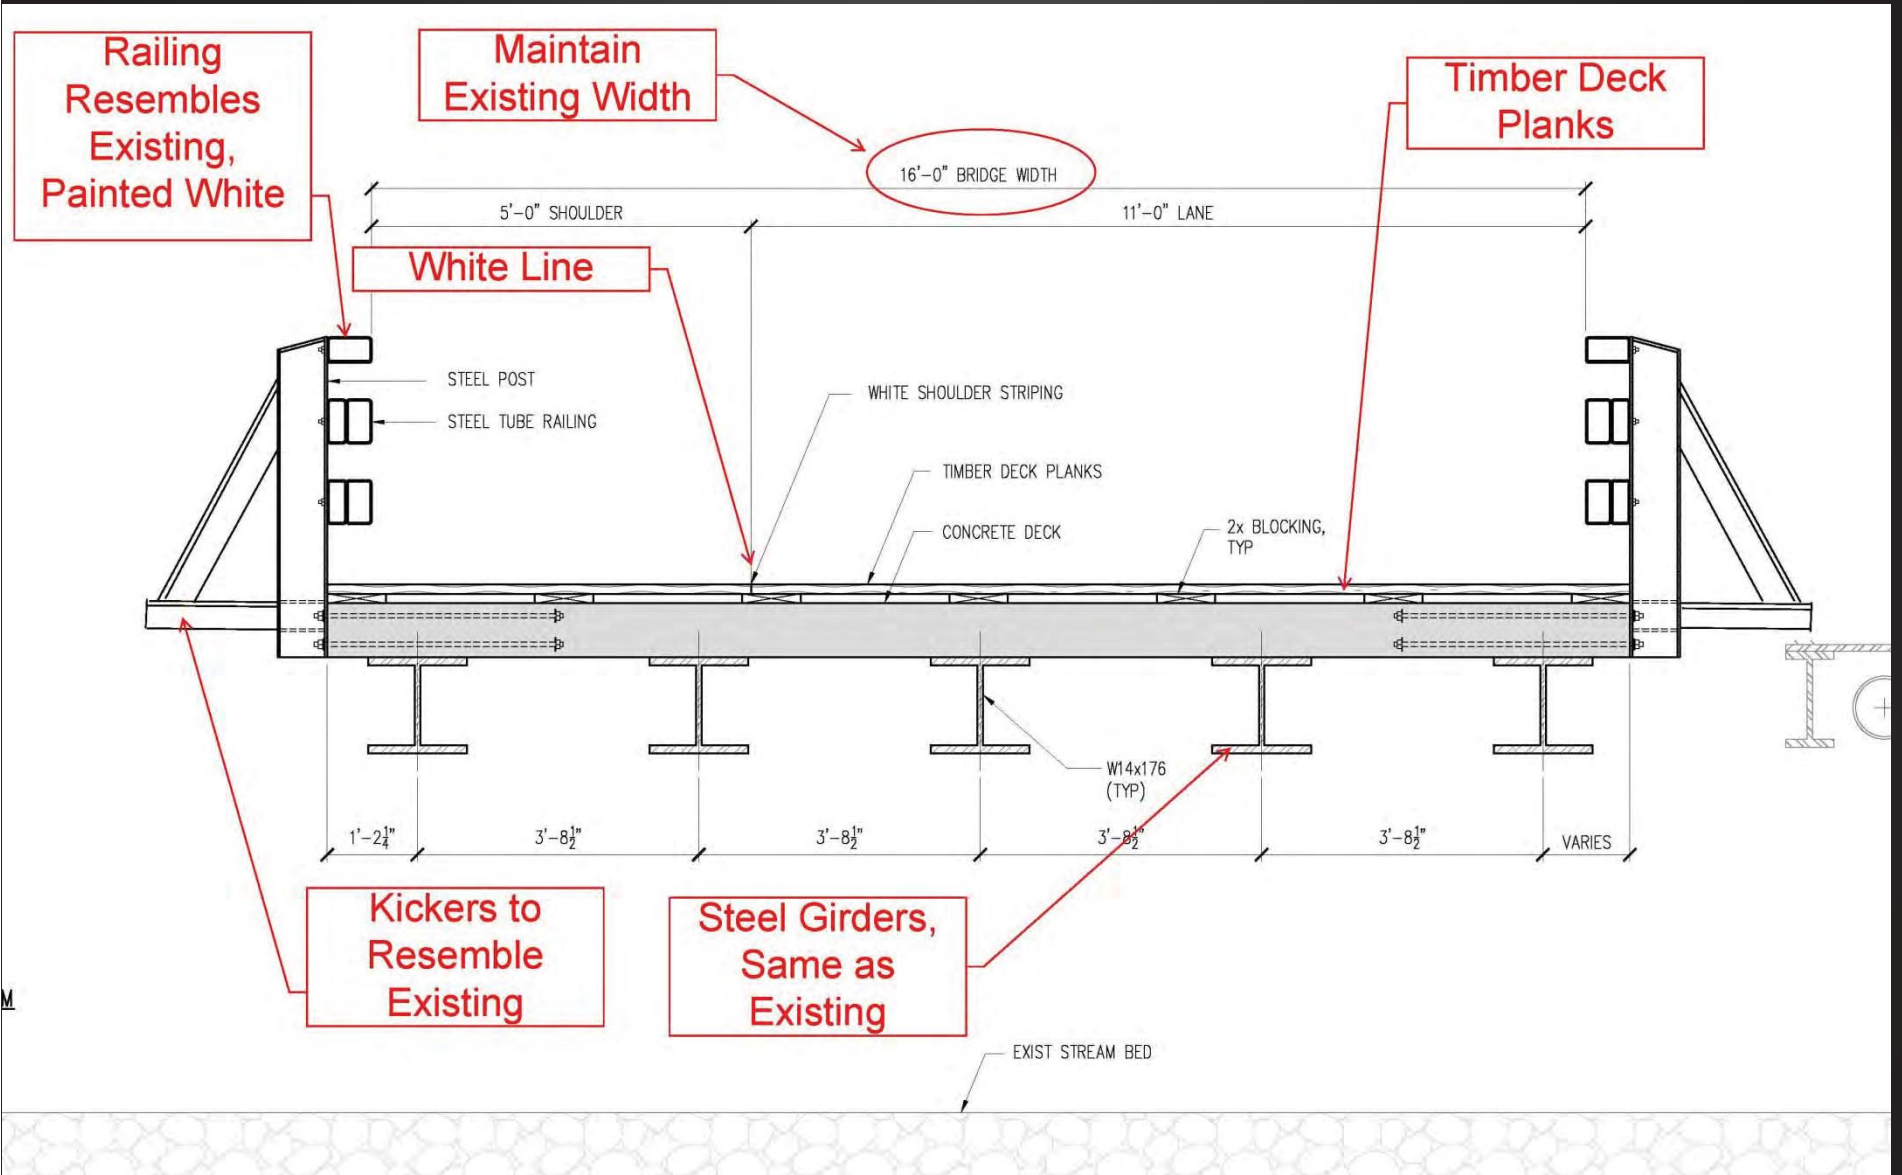 Railing
Resembles
Existing,
Painted White
Maintain
Existing Width
Timber Deck
Planks
16'-0" BRIDGE WIDTH
5'-0" SHOULDER
11'-0" LANE
White Line
STEEL POST
STEEL TUBE RAILING
WHITE SHOULDER STRIPING
TIMBER DECK PLANKS
CONCRETE DECK
2x BLOCKING,
TYP
W14x176
(TYP)
1'-2¼"
3'-8½"
3'-8½"
3'-8½"
3'-8½"
VARIES
Kickers to
Resemble
Existing
Steel Girders,
Same as
Existing
M
EXIST STREAM BED